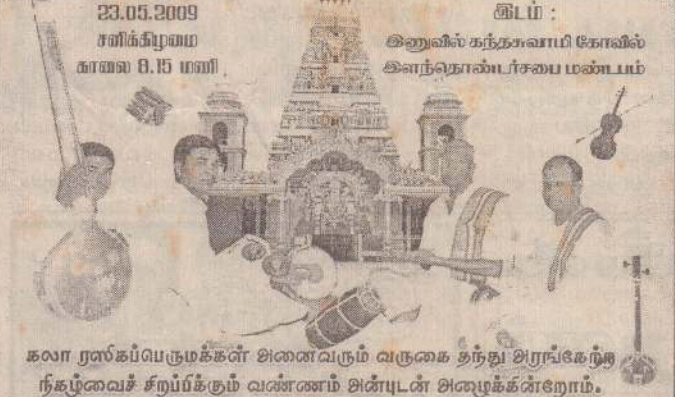 23.05.2009
சனிக்கிழமை
காலை 8.15 மணி
இடம் :
இணுவில் கந்தசுவாமி கோவில்
இளந்தொண்டர்சபை மண்டபம்
கலா ரஸிகப்பெருமக்கள் அனைவரும் வருகை தந்து அரங்கேற்ற
நிகழ்வைச் சிறப்பிக்கும் வண்ணம் அன்புடன் அழைக்கின்றோம்.